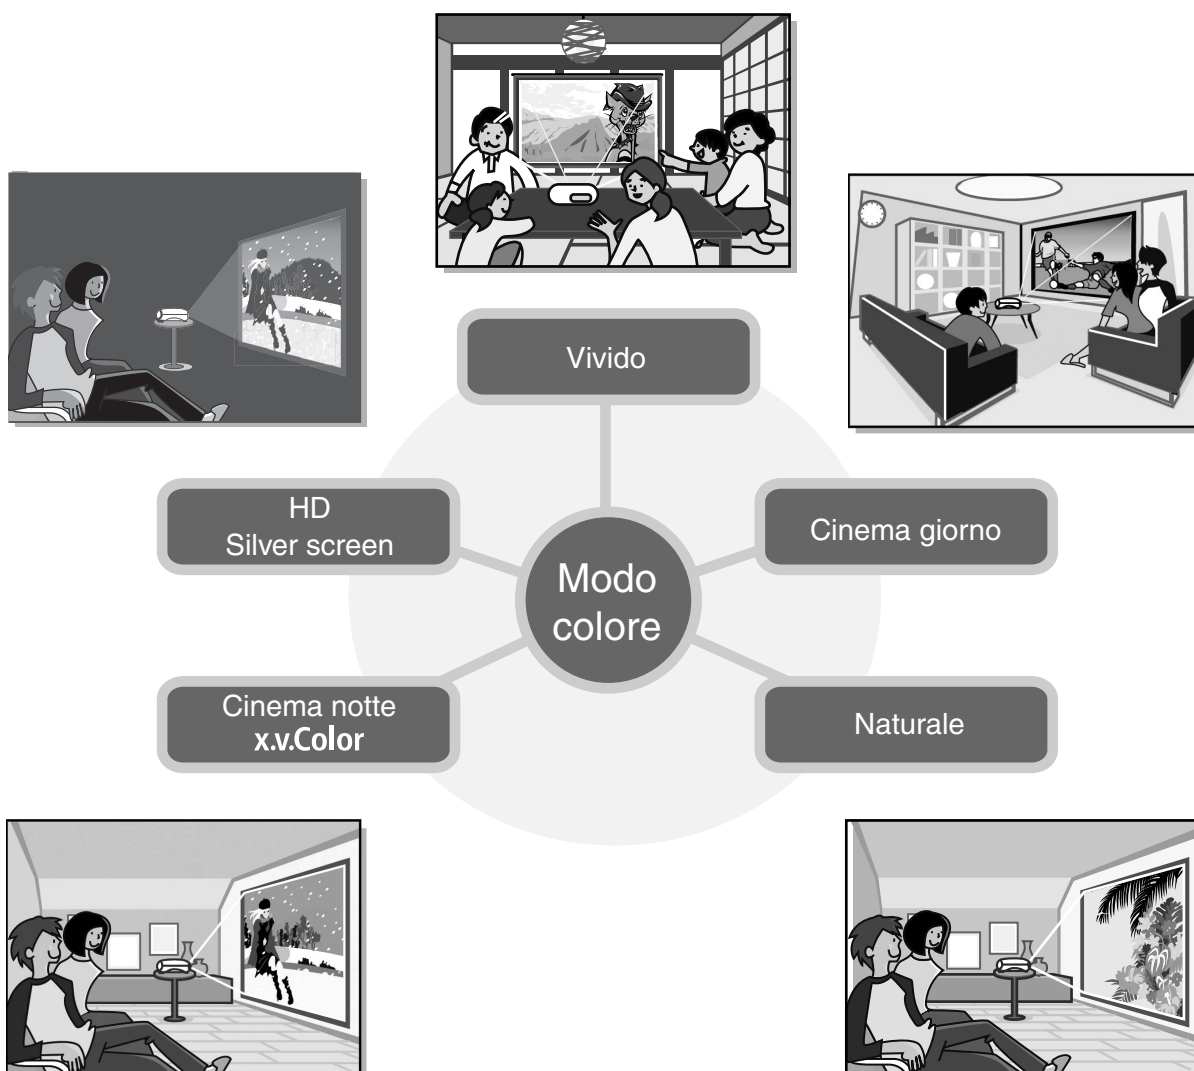 Vivido
HD
Silver screen
Cinema giorno
Modo
colore
Cinema notte
x.v.Color
Naturale